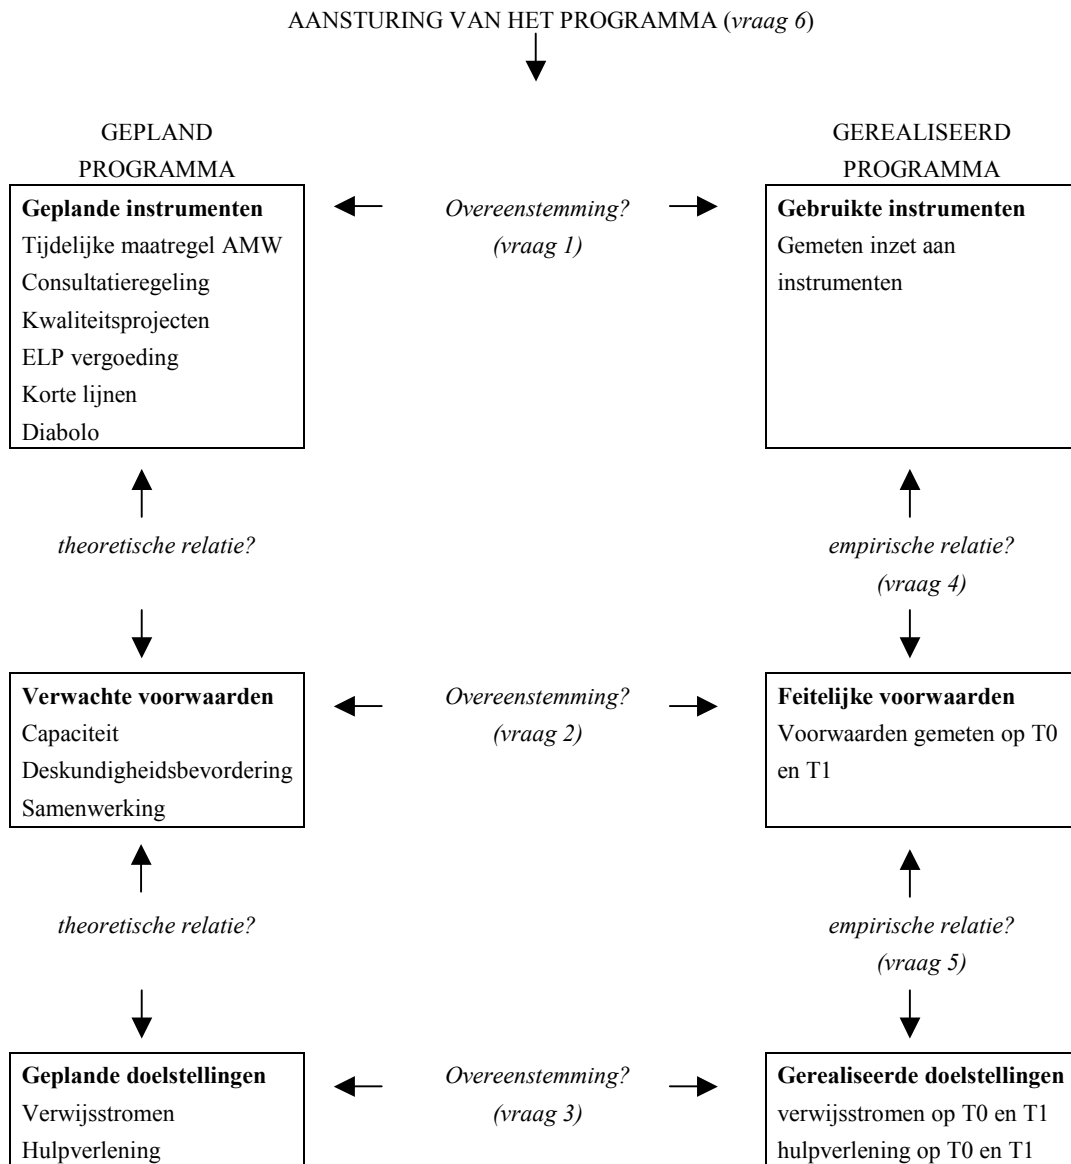 AANSTURING VAN HET PROGRAMMA (vraag 6)
GEPLAND
PROGRAMMA
GEREALISEERD
PROGRAMMA
Geplande instrumenten
Tijdelijke maatregel AMW
Consultatieregeling
Kwaliteitsprojecten
ELP vergoeding
Korte lijnen
Diabolo
Overeenstemming?
(vraag 1)
Gebruikte instrumenten
Gemeten inzet aan
instrumenten
theoretische relatie?
empirische relatie?
(vraag 4)
Verwachte voorwaarden
Capaciteit
Deskundigheidsbevordering
Samenwerking
Overeenstemming?
(vraag 2)
Feitelijke voorwaarden
Voorwaarden gemeten op T0
en T1
theoretische relatie?
empirische relatie?
(vraag 5)
Geplande doelstellingen
Verwijsstromen
Hulpverlening
Overeenstemming?
(vraag 3)
Gerealiseerde doelstellingen
verwijsstromen op T0 en T1
hulpverlening op T0 en T1